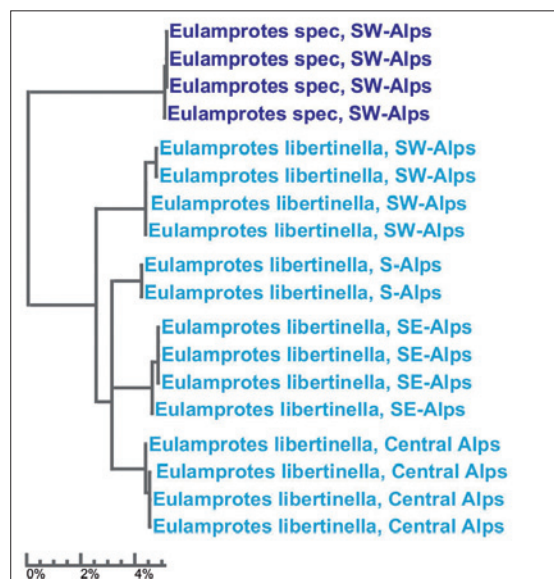 Eulamprotes spec, SW-Alps
Eulamprotes spec, SW-Alps
Eulamprotes spec, SW-Alps
Eulamprotes spec, SW-Alps
Eulamprotes libertinella, SW-Alps
Eulamprotes libertinella, SW-Alps
Eulamprotes libertinella, SW-Alps
Eulamprotes libertinella, SW-Alps
Eulamprotes libertinella, S-Alps
Eulamprotes libertinella, S-Alps
Eulamprotes libertinella, SE-Alps
Eulamprotes libertinella, SE-Alps
Eulamprotes libertinella, SE-Alps
Eulamprotes libertinella, SE-Alps
Eulamprotes libertinella, Central Alps
Eulamprotes libertinella, Central Alps
Eulamprotes libertinella, Central Alps
Eulamprotes libertinella, Central Alps
0% 2% 4%